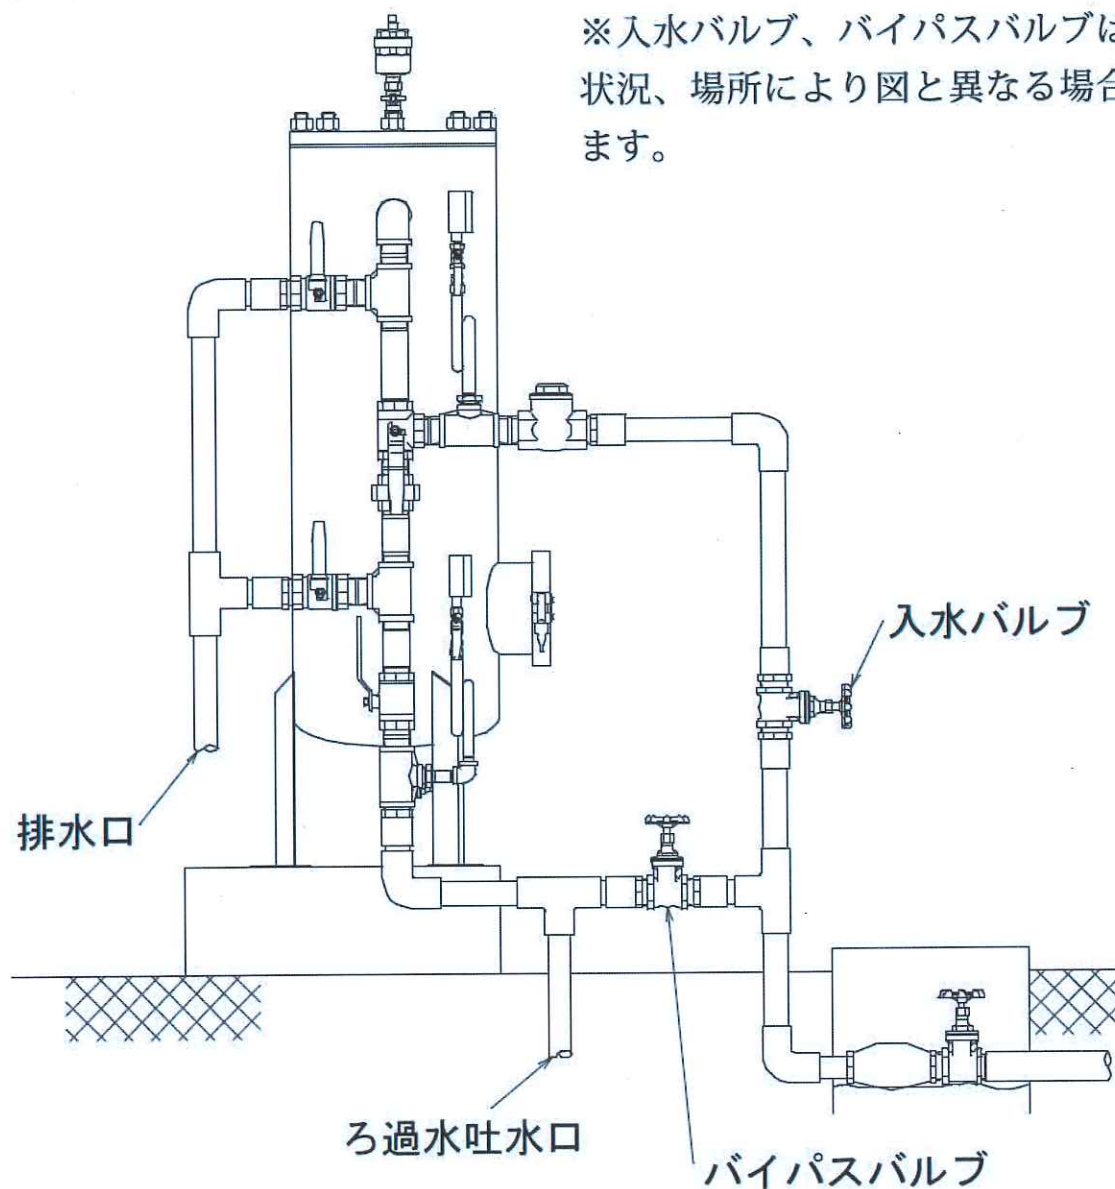 ※入水バルブ、バイパスバルブは
状況、場所により図と異なる場合
ます。
入水バルブ
排水口
ろ過水吐水口
バイパスバルブ